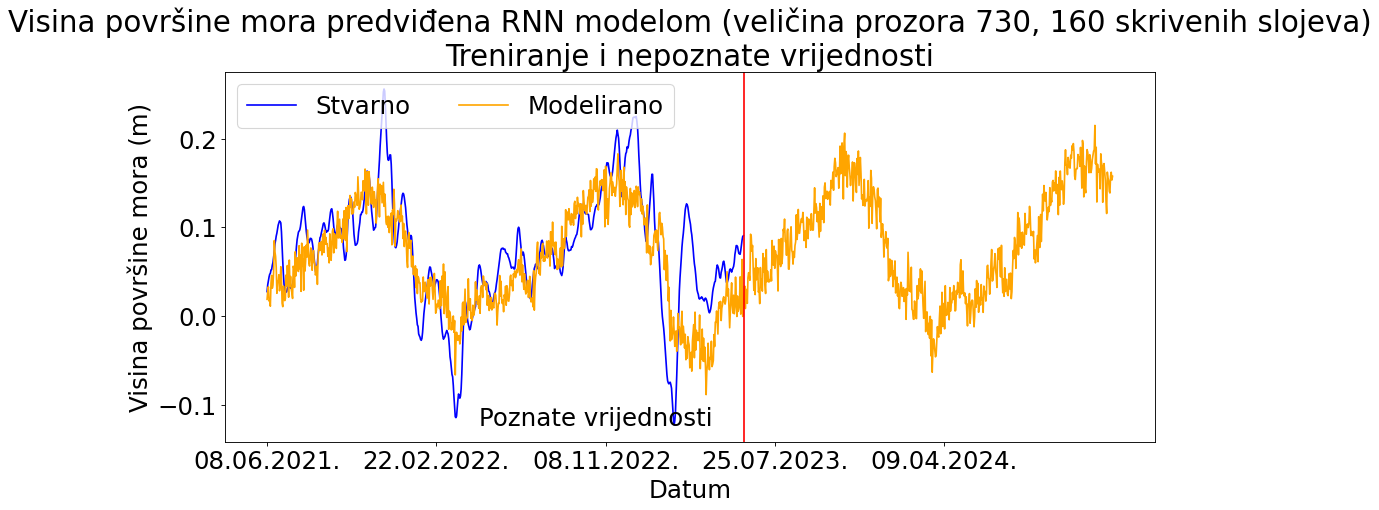 Visina površine mora predviđena RNN modelom (veličina prozora 730, 160 skrivenih slojeva)
Treniranje i nepoznate vrijednosti
Stvarno Modelirano
Visina površine mora (m)
0.2
0.1
0.0
−0.1
Poznate vrijednosti
08.06.2021. 22.02.2022. 08.11.2022. 25.07.2023. 09.04.2024.
Datum